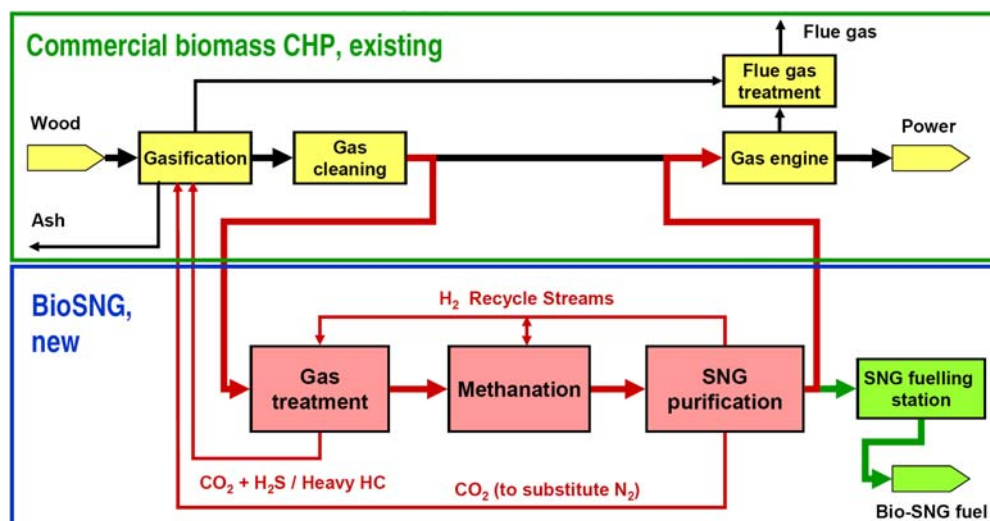 Commercial biomass CHP, existing
Flue gas
Flue gas
treatment
Wood
Gasification
Gas
cleaning
Gas engine
Power
Ash
BioSNG,
new
H₂ Recycle Streams
Gas
treatment
Methanation
SNG
purification
SNG fuelling
station
CO₂ + H₂S / Heavy HC
CO₂ (to substitute N₂)
Bio-SNG fuel